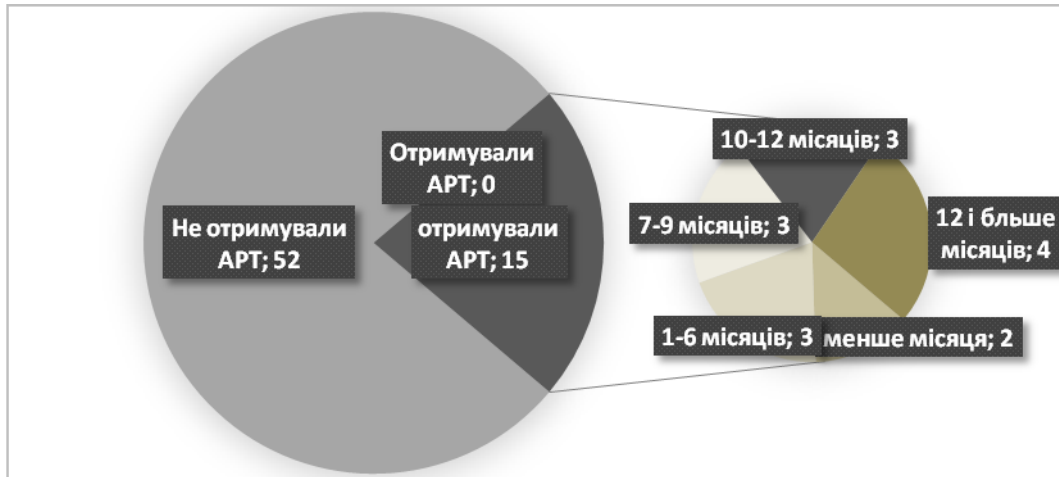 Отримували
АРТ; 0
Не отримували
АРТ; 52
отримували
АРТ; 15
10-12 місяців; 3
7-9 місяців; 3
12 і бльше
місяців; 4
1-6 місяців; 3
менше місяця; 2